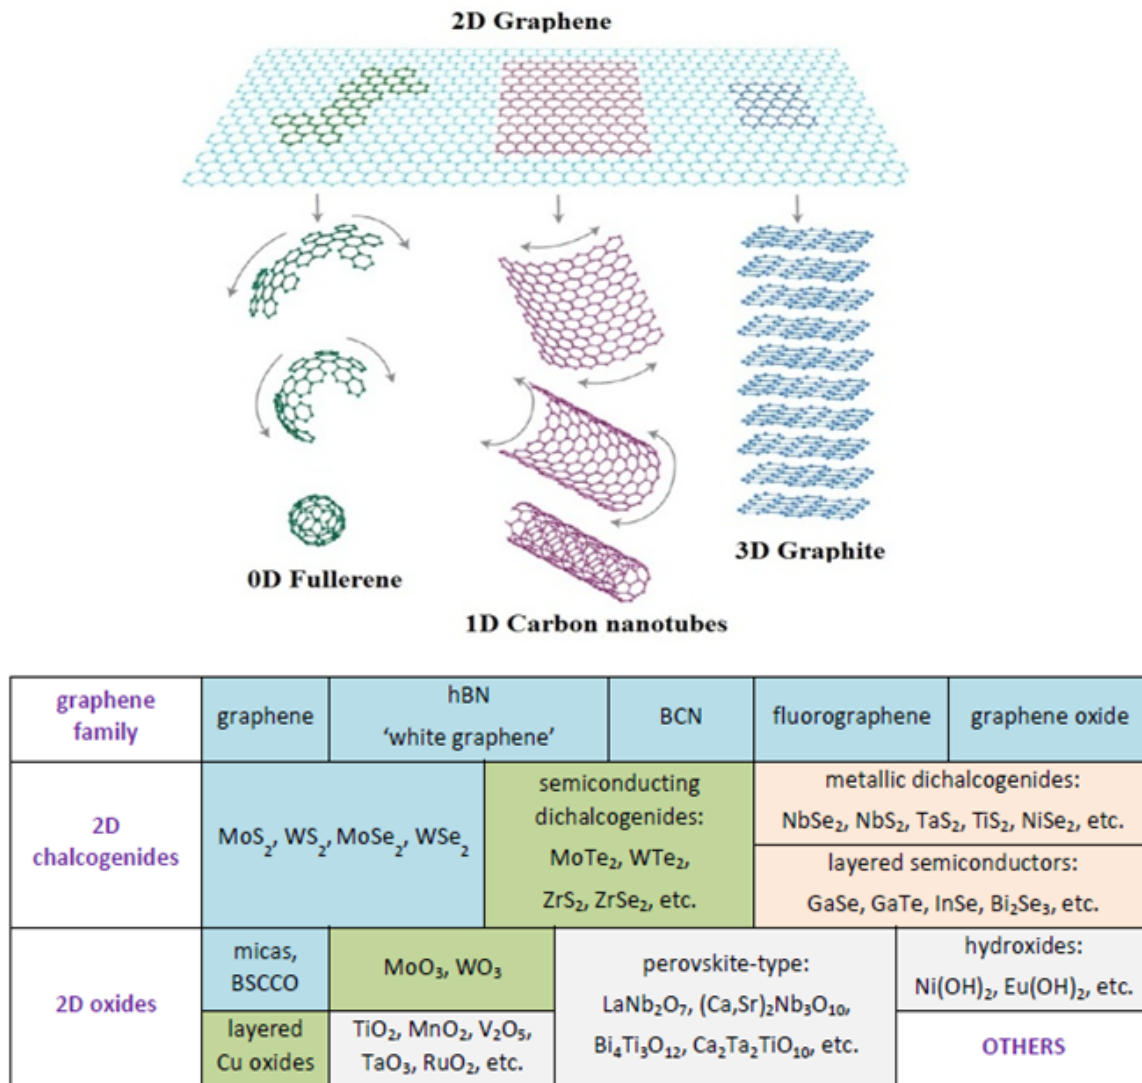 2D Graphene
0D Fullerene
1D Carbon nanotubes
3D Graphite
graphene
family
graphene
hBN
‘white graphene’
BCN
fluorographene
graphene oxide
2D
chalcogenides
MoS₂, WS₂, MoSe₂, WSe₂
semiconducting
dichalcogenides:
MoTe₂, WTe₂,
ZrS₂, ZrSe₂, etc.
metallic dichalcogenides:
NbSe₂, NbS₂, TaS₂, TiS₂, NiSe₂, etc.
layered semiconductors:
GaSe, GaTe, InSe, Bi₂Se₃, etc.
2D oxides
micas,
BSCCO
MoO₃, WO₃
perovskite-type:
LaNb₂O₇, (Ca,Sr)₂Nb₃O₁₀,
Bi₄Ti₃O₁₂, Ca₂Ta₂TiO₁₀, etc.
hydroxides:
Ni(OH)₂, Eu(OH)₂, etc.
layered
Cu oxides
TiO₂, MnO₂, V₂O₅,
TaO₃, RuO₂, etc.
OTHERS